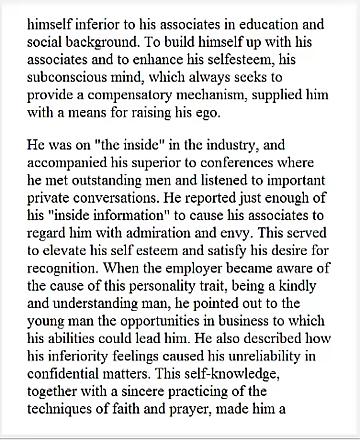 himself inferior to his associates in education and
social background. To build himself up with his
associates and to enhance his selfesteem, his
subconscious mind, which always seeks to
provide a compensatory mechanism, supplied him
with a means for raising his ego.
He was on "the inside" in the industry, and
accompanied his superior to conferences where
he met outstanding men and listened to important
private conversations. He reported just enough of
his "inside information" to cause his associates to
regard him with admiration and envy. This served
to elevate his self esteem and satisfy his desire for
recognition. When the employer became aware of
the cause of this personality trait, being a kindly
and understanding man, he pointed out to the
young man the opportunities in business to which
his abilities could lead him. He also described how
his inferiority feelings caused his unreliability in
confidential matters. This self-knowledge,
together with a sincere practicing of the
techniques of faith and prayer, made him a